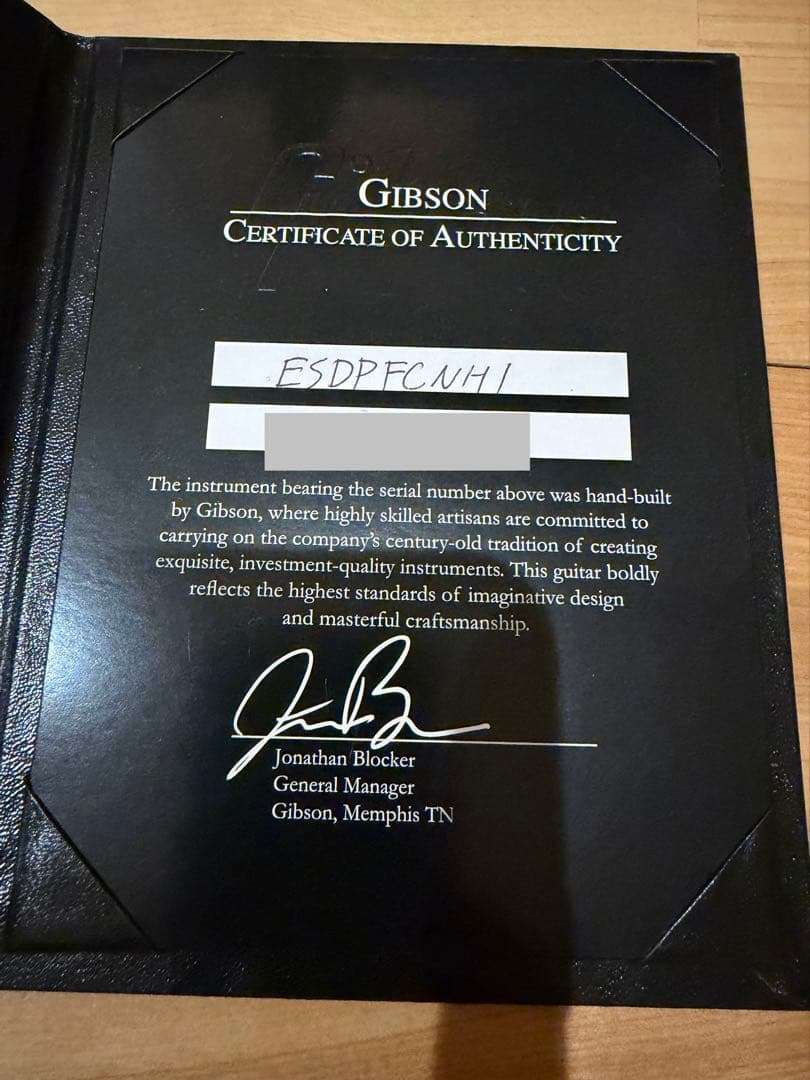 GIBSON
CERTIFICATE OF AUTHENTICITY
ESDPFCNH1
The instrument bearing the serial number above was hand-built
by Gibson, where highly skilled artisans are committed to
carrying on the company's century-old tradition of creating
exquisite, investment-quality instruments. This guitar boldly
reflects the highest standards of imaginative design
and masterful craftsmanship.
Jonathan Blocker
General Manager
Gibson, Memphis TN